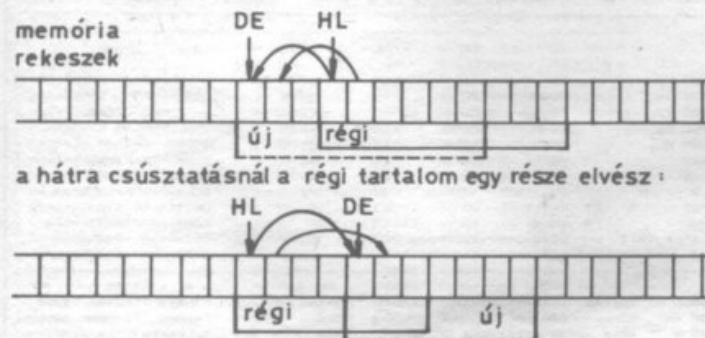 memória
rekeszek
DE HL
új régi
a hátra csúsztatásnál a régi tartalom egy része elvész:
HL DE
régi új